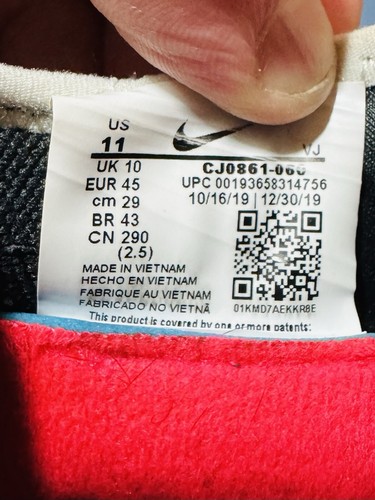 US
11
VJ
UK 10
CJ0861-060
EUR 45
UPC 00193658314756
cm 29
10/16/19 | 12/30/19
BR 43
CN 290
(2.5)
MADE IN VIETNAM
HECHO EN VIETNAM
FABRIQUE AU VIETNAM
FABRICADO NO VIETNÃ
01KMD7AEKKR8E
This product is covered by one or more patents: